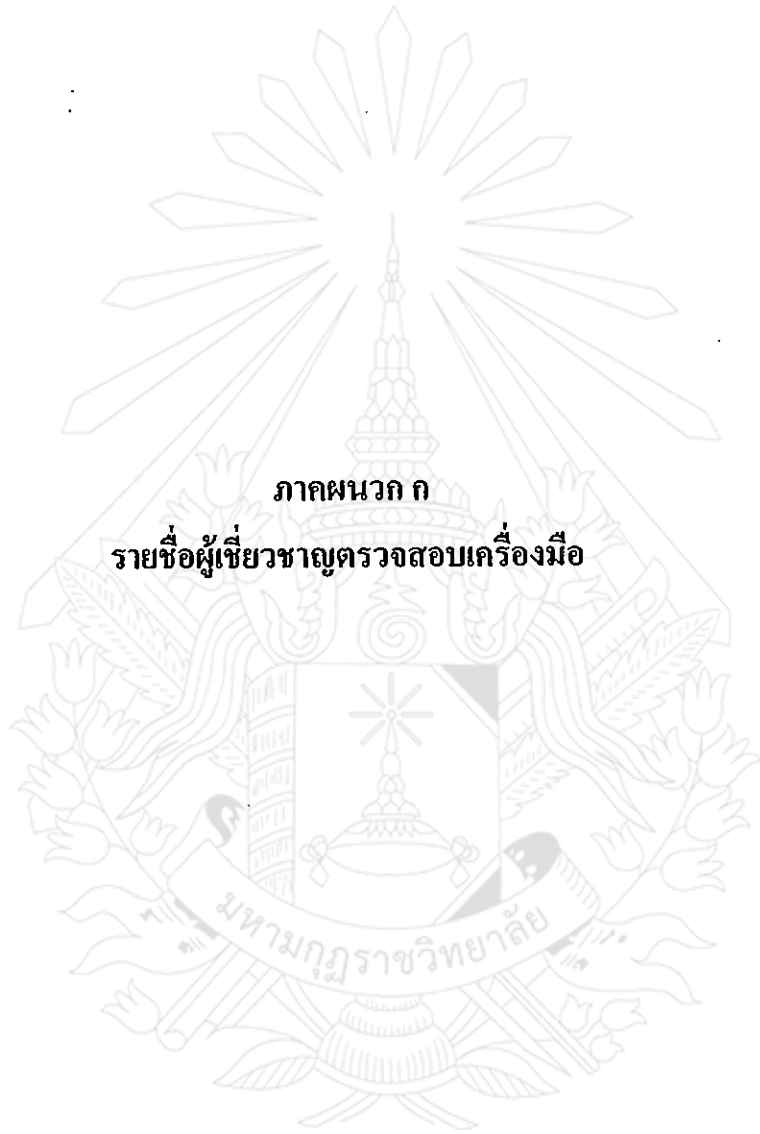 ภาคผนวก ก
รายชื่อผู้เชี่ยวชาญตรวจสอบเครื่องมือ
มหามกุฏราชวิทยาลัย